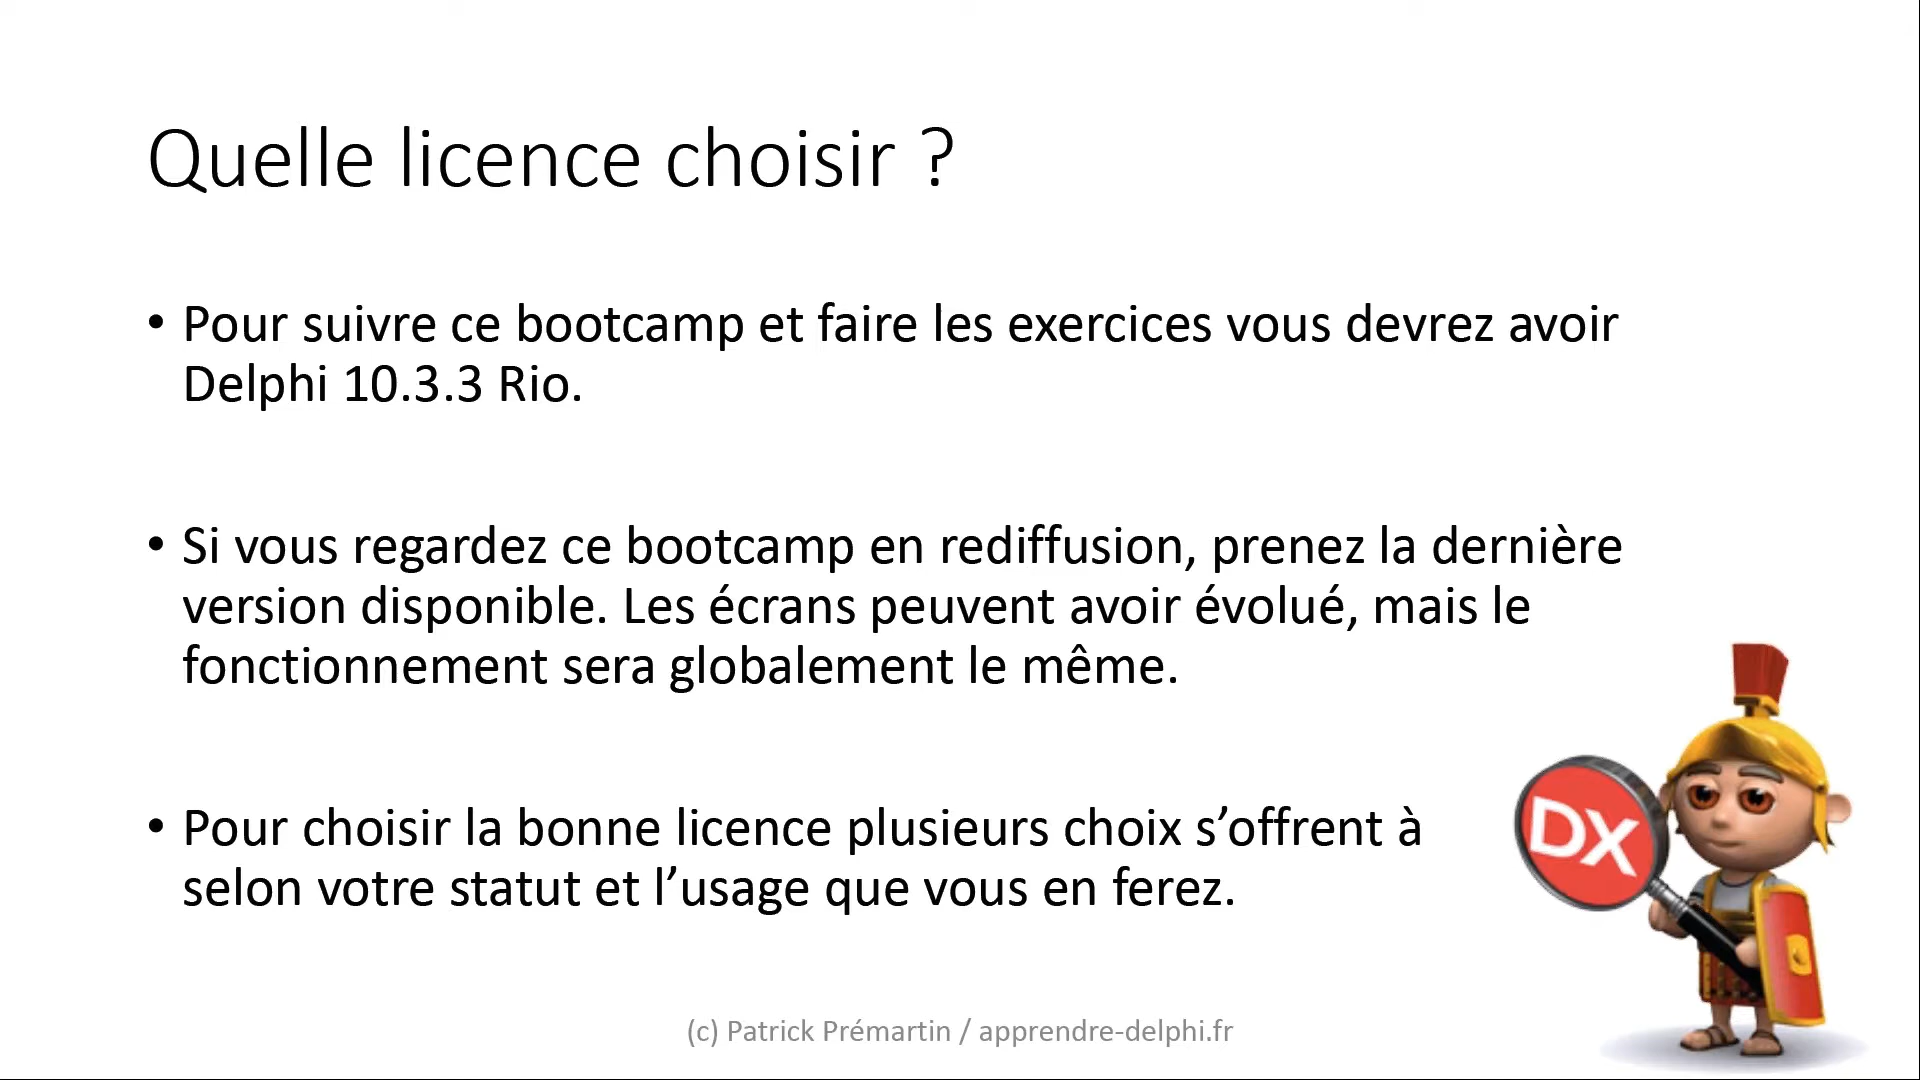 Quelle licence choisir ?
• Pour suivre ce bootcamp et faire les exercices vous devrez avoir
Delphi 10.3.3 Rio.
• Si vous regardez ce bootcamp en rediffusion, prenez la dernière
version disponible. Les écrans peuvent avoir évolué, mais le
fonctionnement sera globalement le même.
• Pour choisir la bonne licence plusieurs choix s’offrent à
selon votre statut et l’usage que vous en ferez.
DX
(c) Patrick Prémartin / apprendre-delphi.fr